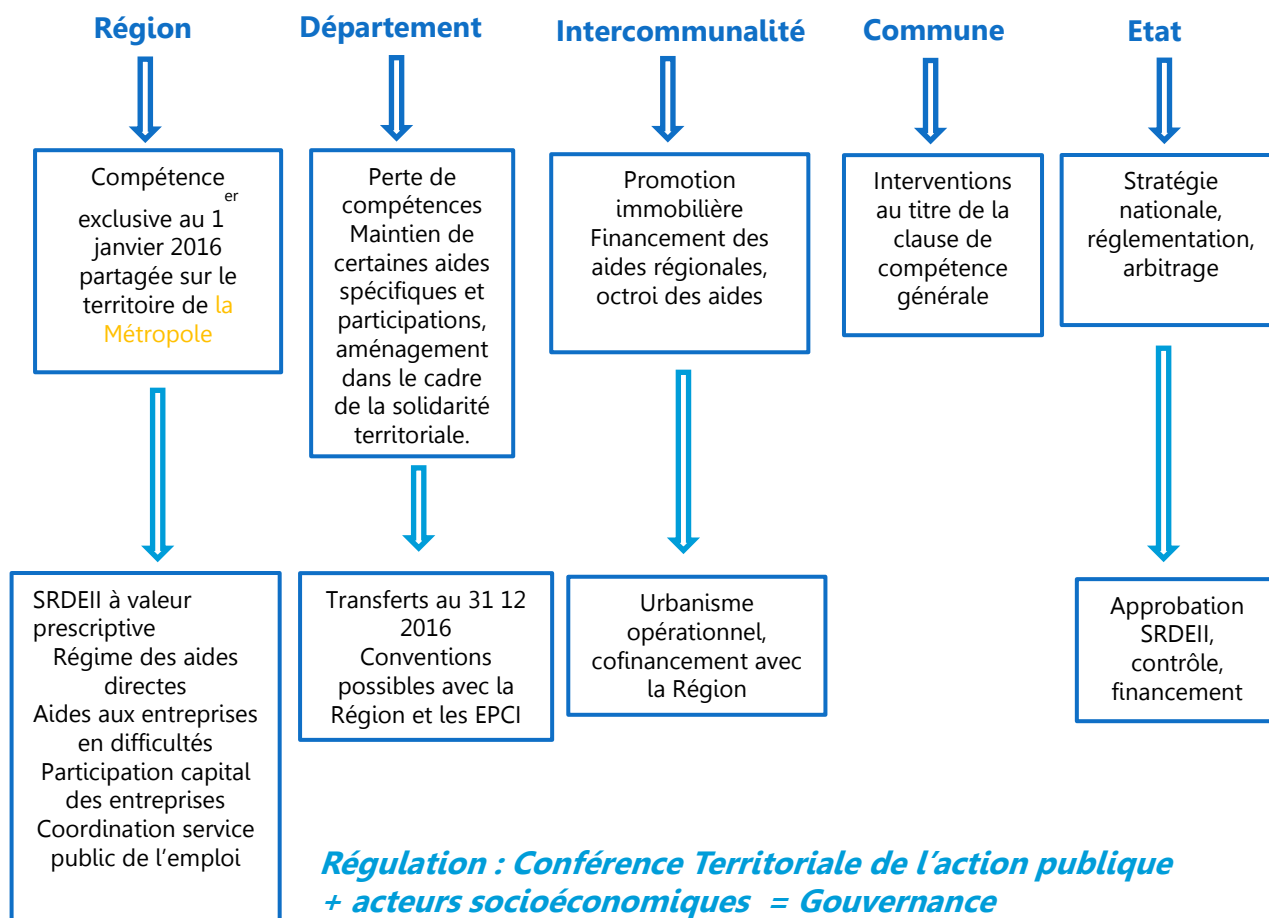 Région
Département
Intercommunalité
Commune
Etat
Compétence
exclusive au 1er
janvier 2016
partagée sur le
territoire de la
Métropole
Perte de
compétences
Maintien de
certaines aides
spécifiques et
participations,
aménagement
dans le cadre
de la solidarité
territoriale.
Promotion
immobilière
Financement des
aides régionales,
octroi des aides
Interventions
au titre de la
clause de
compétence
générale
Stratégie
nationale,
réglementation,
arbitrage
SRDEII à valeur
prescriptive
Régime des aides
directes
Aides aux entreprises
en difficultés
Participation capital
des entreprises
Coordination service
public de l’emploi
Transferts au 31 12
2016
Conventions
possibles avec la
Région et les EPCI
Urbanisme
opérationnel,
cofinancement avec
la Région
Approbation
SRDEII,
contrôle,
financement
Régulation : Conférence Territoriale de l’action publique
+ acteurs socioéconomiques = Gouvernance